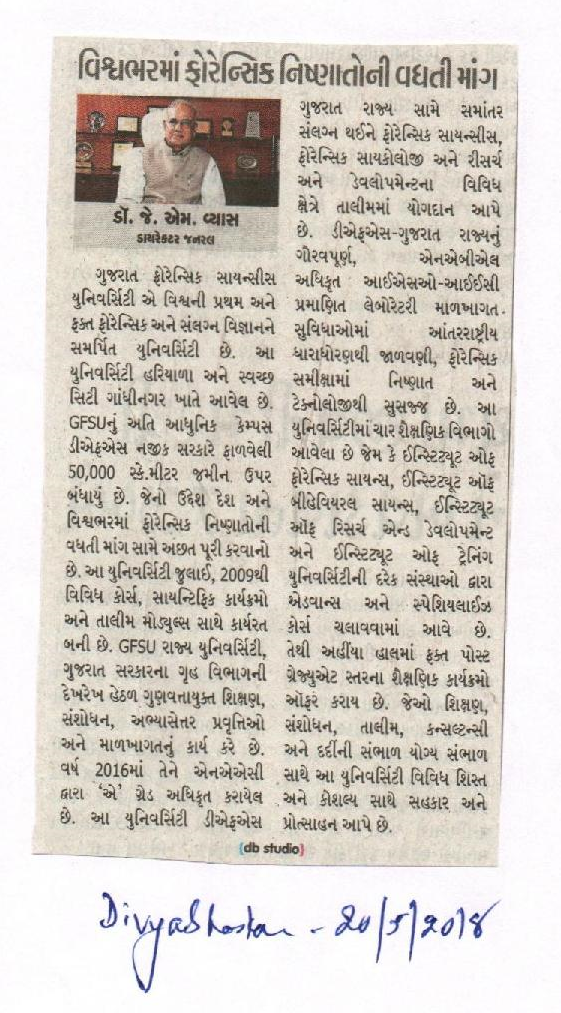 વિશ્વભરમાં ફોરેન્સિક નિષ્ણાતોની વધતી માંગ
ડૉ. જે. એમ. વ્યાસ
ડાયરેક્ટર જનરલ
ગુજરાત ફોરેન્સિક સાયન્સીસ
યુનિવર્સિટી એ વિશ્વની પ્રથમ અને
ફક્ત ફોરેન્સિક અને સંલગ્ન વિજ્ઞાનને
સમર્પિત યુનિવર્સિટી છે. આ
યુનિવર્સિટી હરિયાળા અને સ્વચ્છ
સિટી ગાંધીનગર ખાતે આવેલ છે.
GFSUનું અતિ આધુનિક કેમ્પસ
ડીએફએસ નજીક સરકારે ફાળવેલી
50,000 સ્કે.મીટર જમીન ઉપર
બંધાયું છે. જેનો ઉદ્દેશ દેશ અને
વિશ્વભરમાં ફોરેન્સિક નિષ્ણાતોની
વધતી માંગ સામે અછત પૂરી કરવાનો
છે. આ યુનિવર્સિટી જુલાઈ, 2009થી
વિવિધ કોર્સ, સાયન્ટિફિક કાર્યક્રમો
અને તાલીમ મોડ્યુલ્સ સાથે કાર્યરત
બની છે. GFSU રાજ્ય યુનિવર્સિટી,
ગુજરાત સરકારના ગૃહ વિભાગની
દેખરેખ હેઠળ ગુણવત્તાયુક્ત શિક્ષણ,
સંશોધન, અભ્યાસેત્તર પ્રવૃત્તિઓ
અને માળખાગતનું કાર્ય કરે છે.
વર્ષ 2016માં તેને એનએએસી
દ્વારા ‘એ’ ગ્રેડ અધિકૃત કરાયેલ
છે. આ યુનિવર્સિટી ડીએફએસ
ગુજરાત રાજ્ય સામે સમાંતર
સંલગ્ન થઈને ફોરેન્સિક સાયન્સીસ,
ફોરેન્સિક સાયકોલોજી અને રીસર્ચ
અને ડેવલોપમેન્ટના વિવિધ
ક્ષેત્રે તાલીમમાં યોગદાન આપે
છે. ડીએફએસ-ગુજરાત રાજ્યનું
ગૌરવપૂર્ણ, એનએબીએલ
અધિકૃત આઈએસઓ-આઈઈસી
પ્રમાણિત લેબોરેટરી માળખાગત
સુવિધાઓમાં આંતરરાષ્ટ્રીય
ધારાધોરણથી જાળવણી, ફોરેન્સિક
સમીક્ષામાં નિષ્ણાત અને
ટેક્નોલોજીથી સુસજ્જ છે. આ
યુનિવર્સિટીમાં ચાર શૈક્ષણિક વિભાગો
આવેલા છે જેમ કે ઈન્સ્ટિટ્યૂટ ઓફ
ફોરેન્સિક સાયન્સ, ઈન્સ્ટિટ્યૂટ ઑફ
બીહેવિયરલ સાયન્સ, ઈન્સ્ટિટ્યૂટ
ઑફ રિસર્ચ એન્ડ ડેવલોપમેન્ટ
અને ઈન્સ્ટિટ્યૂટ ઓફ ટ્રેનિંગ
યુનિવર્સિટીની દરેક સંસ્થાઓ દ્વારા
એડવાન્સ અને સ્પેશિયલાઈઝ
કોર્સ ચલાવવામાં આવે છે.
તેથી અહીંયા હાલમાં ફક્ત પોસ્ટ
ગ્રેજ્યુએટ સ્તરના શૈક્ષણિક કાર્યક્રમો
ઑફર કરાય છે. જેઓ શિક્ષણ,
સંશોધન, તાલીમ, કન્સલ્ટન્સી
અને દર્દીની સંભાળ યોગ્ય સંભાળ
સાથે આ યુનિવર્સિટી વિવિધ શિસ્ત
અને કૌશલ્ય સાથે સહકાર અને
પ્રોત્સાહન આપે છે.
{db studio}
DivyaBhaskar - 20/5/2018